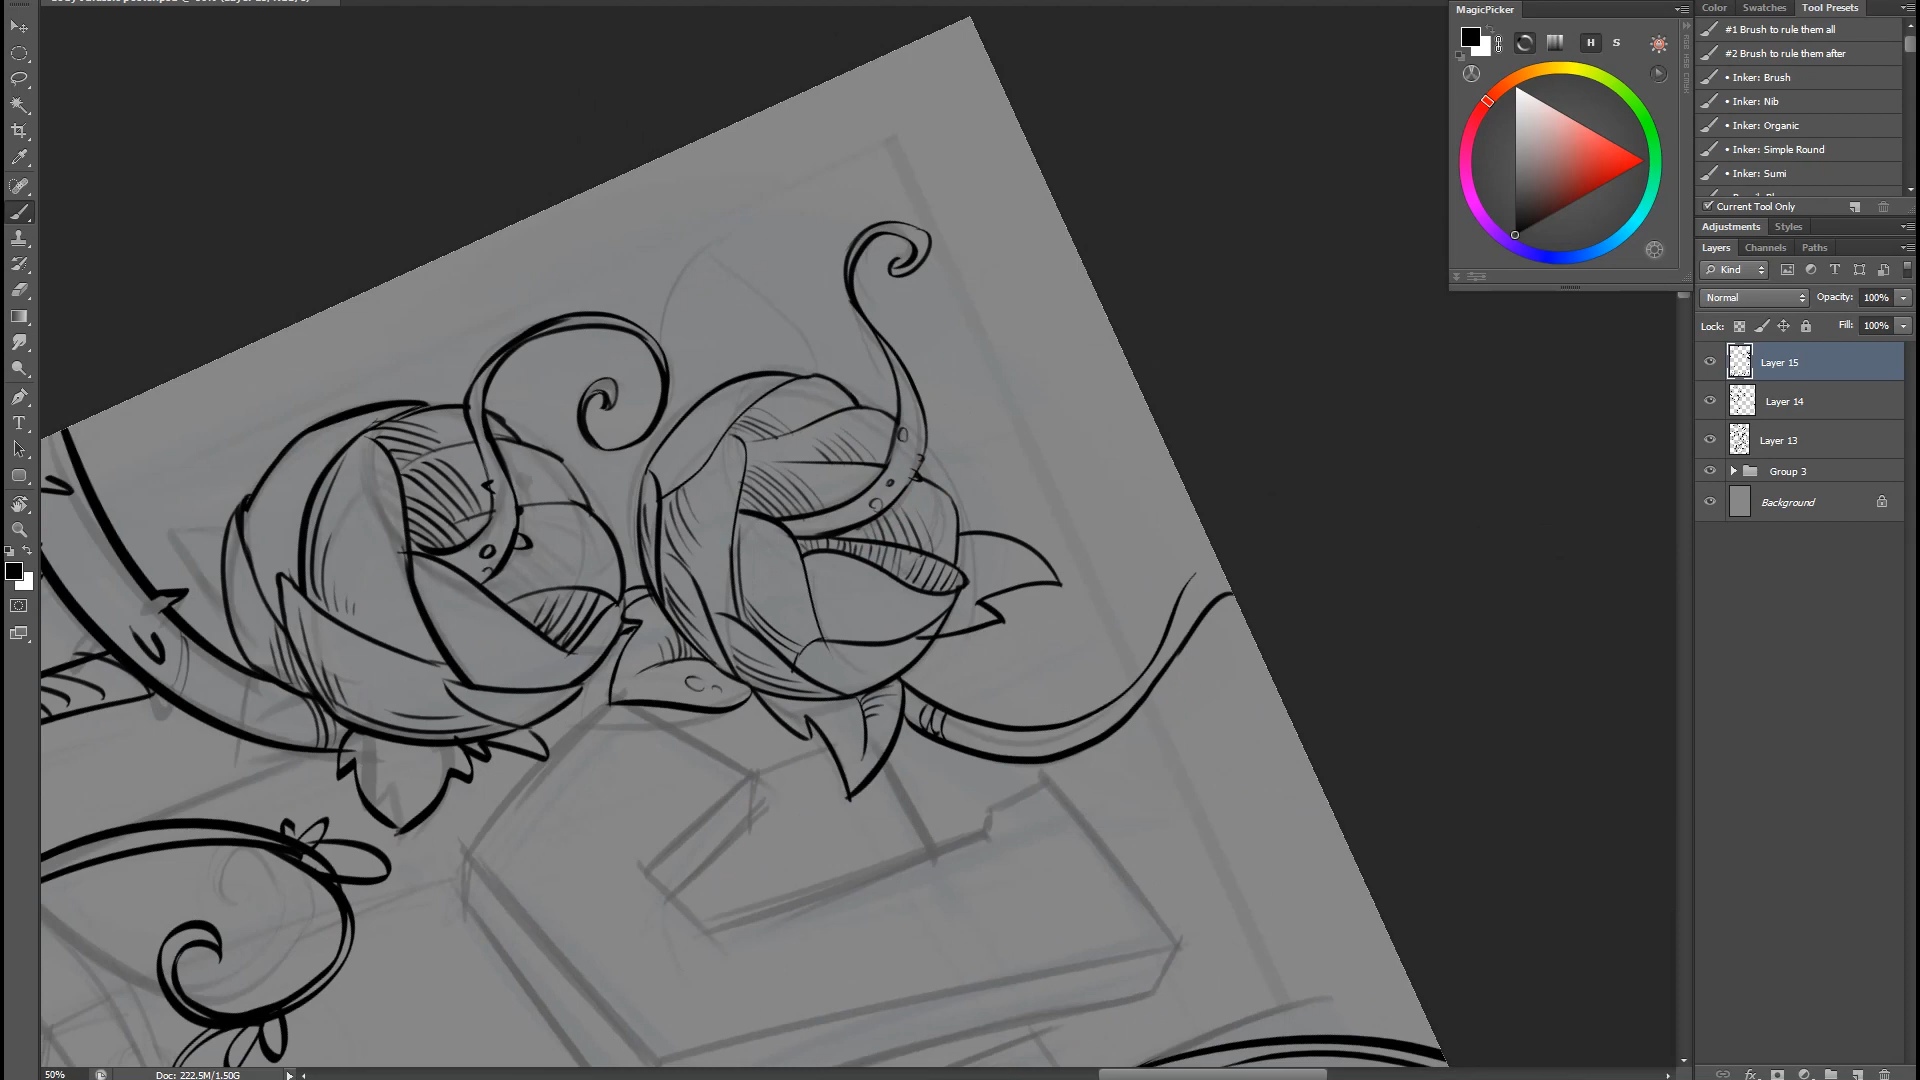 MagicPicker
H S
RGB HSB CMYK
Color Swatches Tool Presets
#1 Brush to rule them all
#2 Brush to rule them after
• Inker: Brush
• Inker: Nib
• Inker: Organic
• Inker: Simple Round
• Inker: Sumi
Current Tool Only
Adjustments Styles
Layers Channels Paths
Kind
Normal Opacity: 100%
Lock: Fill: 100%
Layer 15
Layer 14
Layer 13
Group 3
Background
50% Doc: 222.5M/1.50G